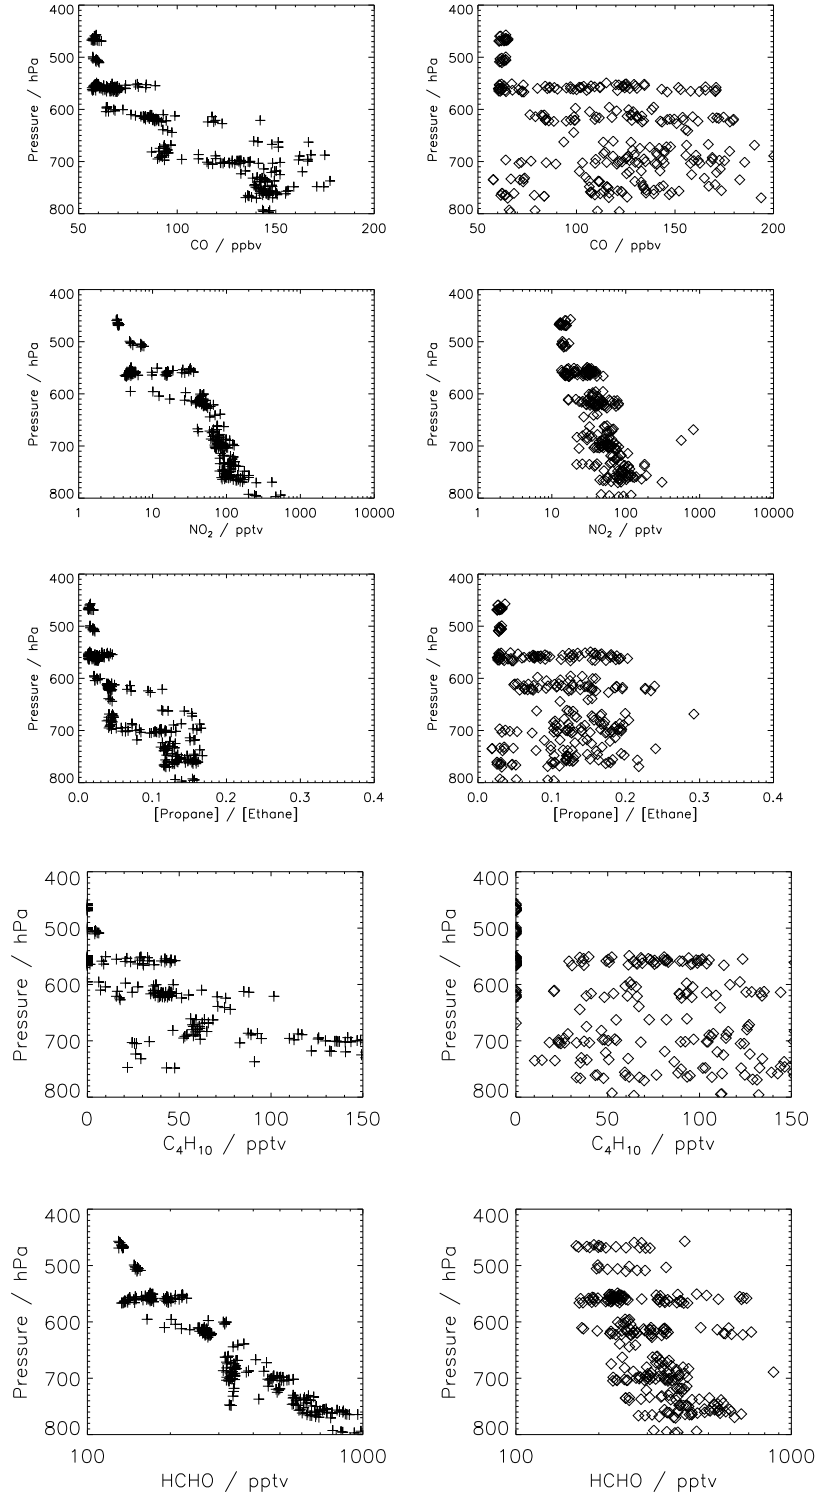 400 400
500 500
600 600
700 700
800 800
Pressure / hPa Pressure / hPa
50 100 150 200 50 100 150 200
CO / ppbv CO / ppbv
400 400
500 500
600 600
700 700
800 800
Pressure / hPa Pressure / hPa
1 10 100 1000 10000 1 10 100 1000 10000
NO₂ / pptv NO₂ / pptv
400 400
500 500
600 600
700 700
800 800
Pressure / hPa Pressure / hPa
0.0 0.1 0.2 0.3 0.4 0.0 0.1 0.2 0.3 0.4
[Propane] / [Ethane] [Propane] / [Ethane]
400 400
500 500
600 600
700 700
800 800
Pressure / hPa Pressure / hPa
0 50 100 150 0 50 100 150
C₄H₁₀ / pptv C₄H₁₀ / pptv
400 400
500 500
600 600
700 700
800 800
Pressure / hPa Pressure / hPa
100 1000 100 1000
HCHO / pptv HCHO / pptv